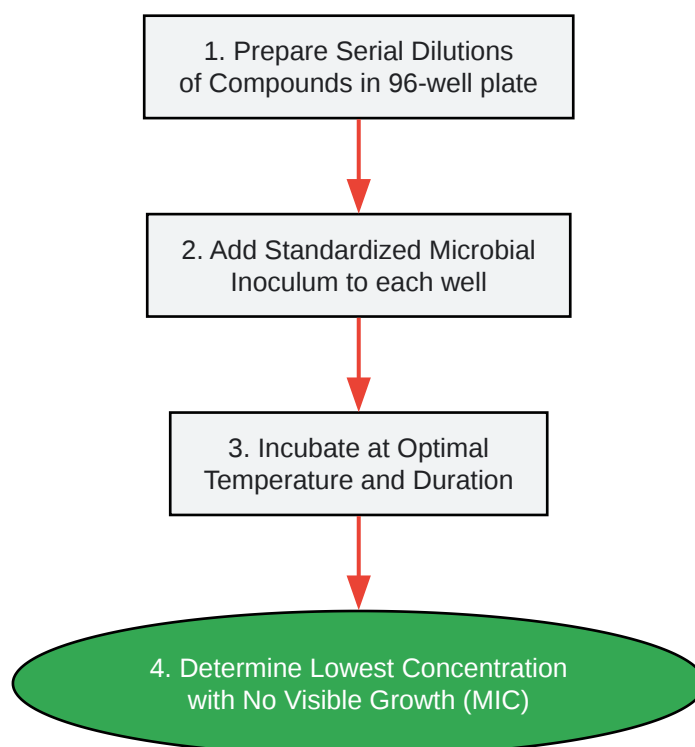 1. Prepare Serial Dilutions
of Compounds in 96-well plate
2. Add Standardized Microbial
Inoculum to each well
3. Incubate at Optimal
Temperature and Duration
4. Determine Lowest Concentration
with No Visible Growth (MIC)